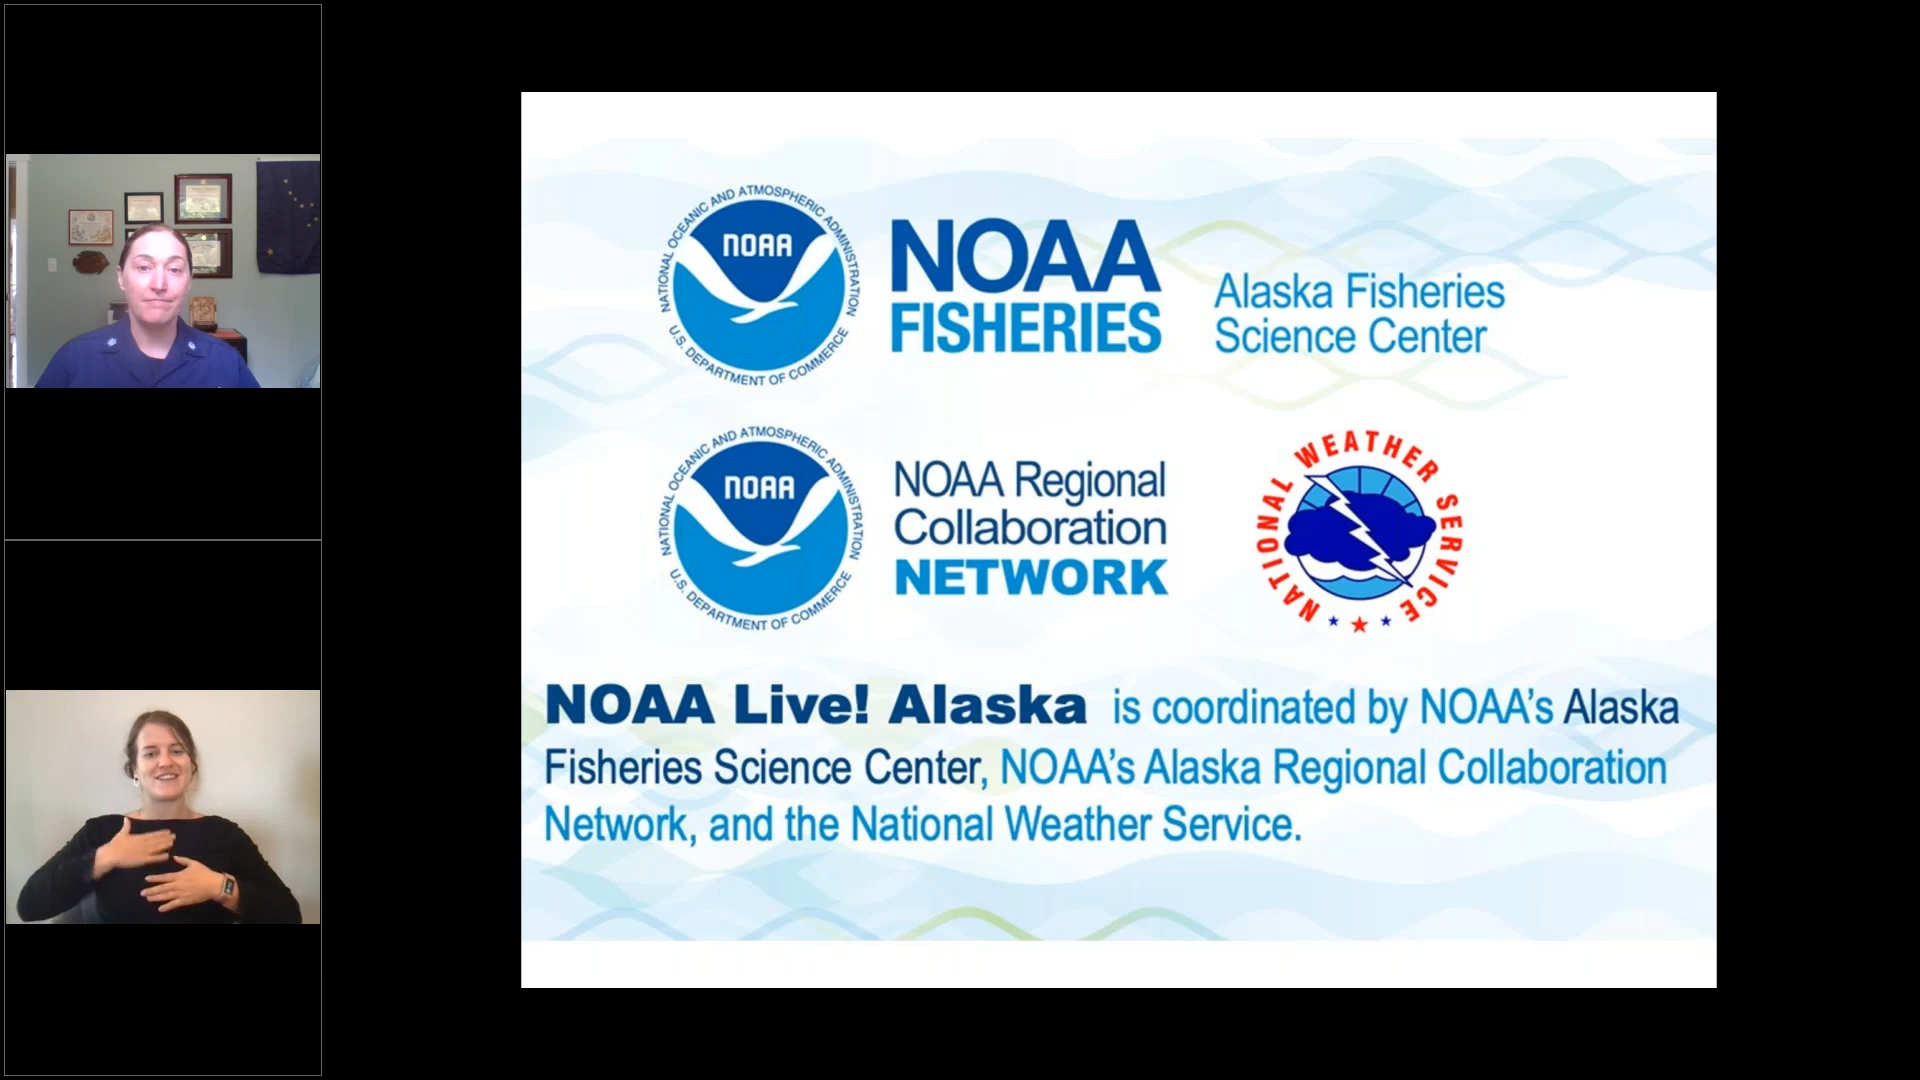 NATIONAL OCEANIC AND ATMOSPHERIC ADMINISTRATION
NOAA
U.S. DEPARTMENT OF COMMERCE
NOAA
FISHERIES
Alaska Fisheries
Science Center
NATIONAL OCEANIC AND ATMOSPHERIC ADMINISTRATION
NOAA
U.S. DEPARTMENT OF COMMERCE
NOAA Regional
Collaboration
NETWORK
NATIONAL WEATHER SERVICE
NOAA Live! Alaska is coordinated by NOAA's Alaska
Fisheries Science Center, NOAA's Alaska Regional Collaboration
Network, and the National Weather Service.